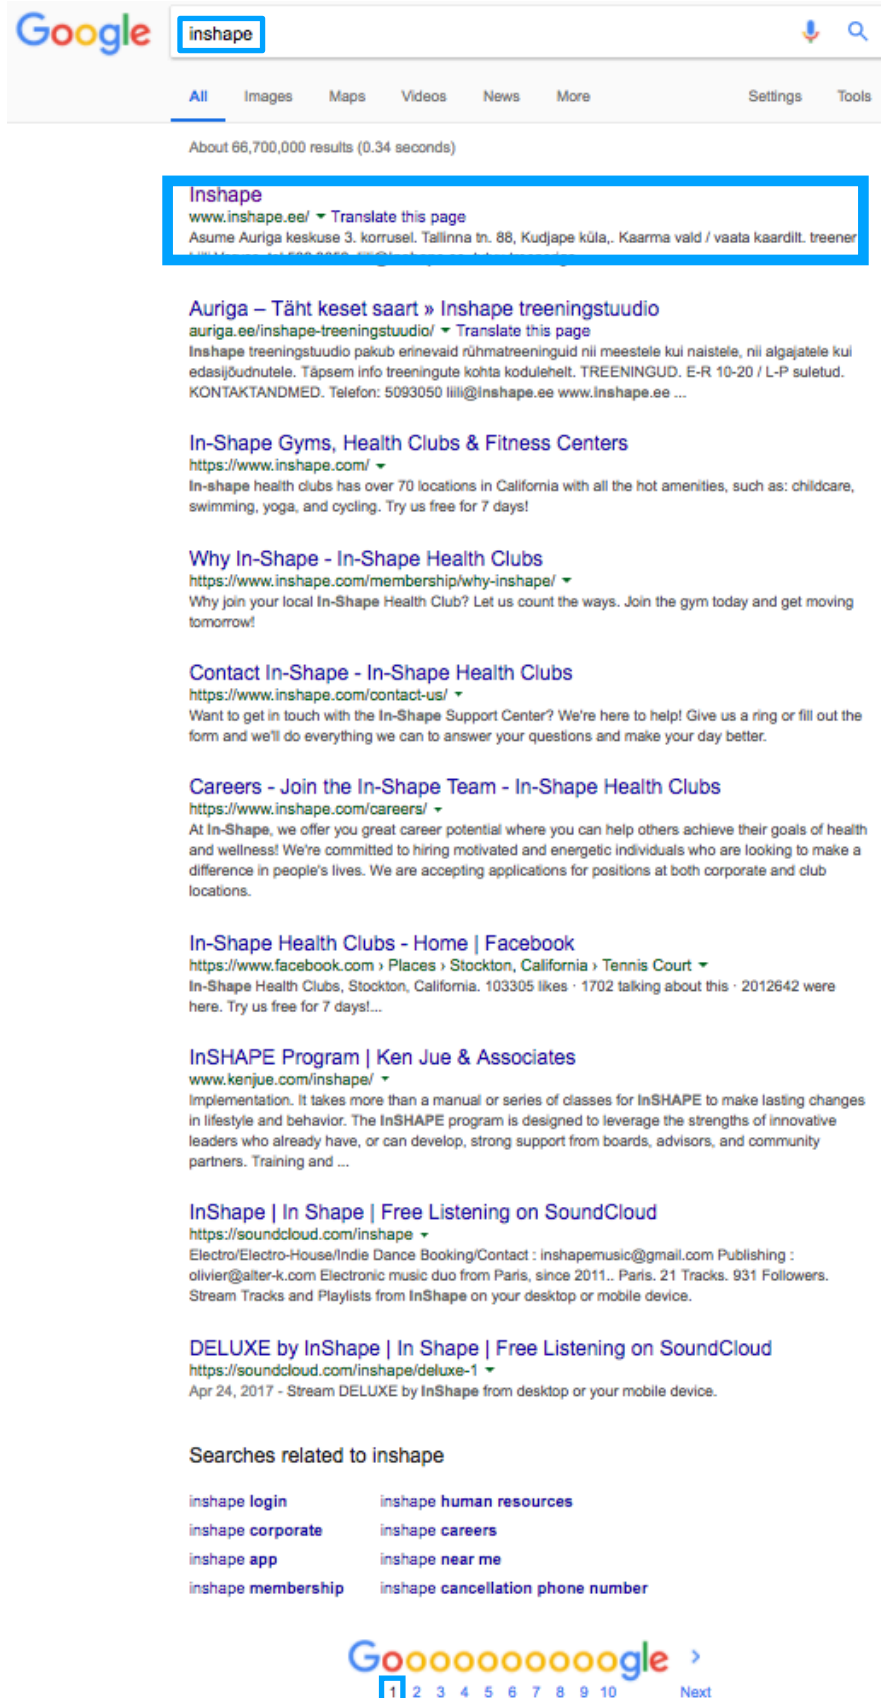 Google inshape
All Images Maps Videos News More Settings Tools
About 66,700,000 results (0.34 seconds)
Inshape
www.inshape.ee/ Translate this page
Asume Auriga keskuse 3. korrusel. Tallinna tn. 88, Kudjape küla,. Kaarma vald / vaata kaardilt. treener
Auriga – Täht keset saart » Inshape treeningstuudio
auriga.ee/inshape-treeningstuudio/ Translate this page
Inshape treeningstuudio pakub erinevaid rühmatreeninguid nii meestele kui naistele, nii algajatele kui
edasijõudnutele. Täpsem info treeningute kohta kodulehelt. TREENINGUD. E-R 10-20 / L-P suletud.
KONTAKTANDMED. Telefon: 5093050 liili@inshape.ee www.inshape.ee ...
In-Shape Gyms, Health Clubs & Fitness Centers
https://www.inshape.com/
In-shape health clubs has over 70 locations in California with all the hot amenities, such as: childcare,
swimming, yoga, and cycling. Try us free for 7 days!
Why In-Shape - In-Shape Health Clubs
https://www.inshape.com/membership/why-inshape/
Why join your local In-Shape Health Club? Let us count the ways. Join the gym today and get moving
tomorrow!
Contact In-Shape - In-Shape Health Clubs
https://www.inshape.com/contact-us/
Want to get in touch with the In-Shape Support Center? We're here to help! Give us a ring or fill out the
form and we'll do everything we can to answer your questions and make your day better.
Careers - Join the In-Shape Team - In-Shape Health Clubs
https://www.inshape.com/careers/
At In-Shape, we offer you great career potential where you can help others achieve their goals of health
and wellness! We're committed to hiring motivated and energetic individuals who are looking to make a
difference in people's lives. We are accepting applications for positions at both corporate and club
locations.
In-Shape Health Clubs - Home | Facebook
https://www.facebook.com › Places › Stockton, California › Tennis Court
In-Shape Health Clubs, Stockton, California. 103305 likes · 1702 talking about this · 2012642 were
here. Try us free for 7 days!...
InSHAPE Program | Ken Jue & Associates
www.kenjue.com/inshape/
Implementation. It takes more than a manual or series of classes for InSHAPE to make lasting changes
in lifestyle and behavior. The InSHAPE program is designed to leverage the strengths of innovative
leaders who already have, or can develop, strong support from boards, advisors, and community
partners. Training and ...
InShape | In Shape | Free Listening on SoundCloud
https://soundcloud.com/inshape
Electro/Electro-House/Indie Dance Booking/Contact : inshapemusic@gmail.com Publishing :
olivier@alter-k.com Electronic music duo from Paris, since 2011.. Paris. 21 Tracks. 931 Followers.
Stream Tracks and Playlists from InShape on your desktop or mobile device.
DELUXE by InShape | In Shape | Free Listening on SoundCloud
https://soundcloud.com/inshape/deluxe-1
Apr 24, 2017 - Stream DELUXE by InShape from desktop or your mobile device.
Searches related to inshape
inshape login inshape human resources
inshape corporate inshape careers
inshape app inshape near me
inshape membership inshape cancellation phone number
Goooooooooogle
1 2 3 4 5 6 7 8 9 10 Next